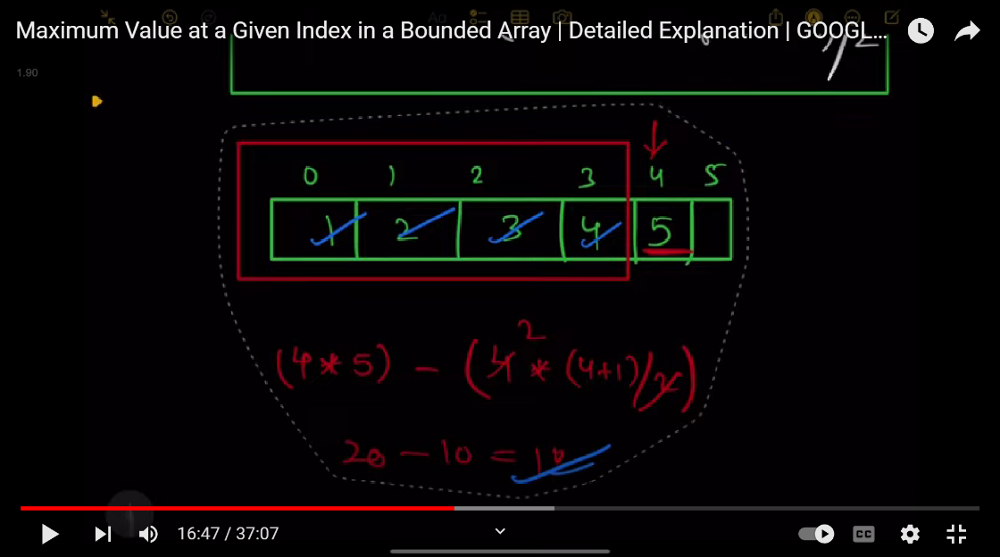 Maximum Value at a Given Index in a Bounded Array | Detailed Explanation | GOOGL...
1.90
0 1 2 3 4 5
1 2 3 4 5
2
(4 * 5) - (4 * (4+1)/2)
20 - 10 = 10
16:47 / 37:07
CC